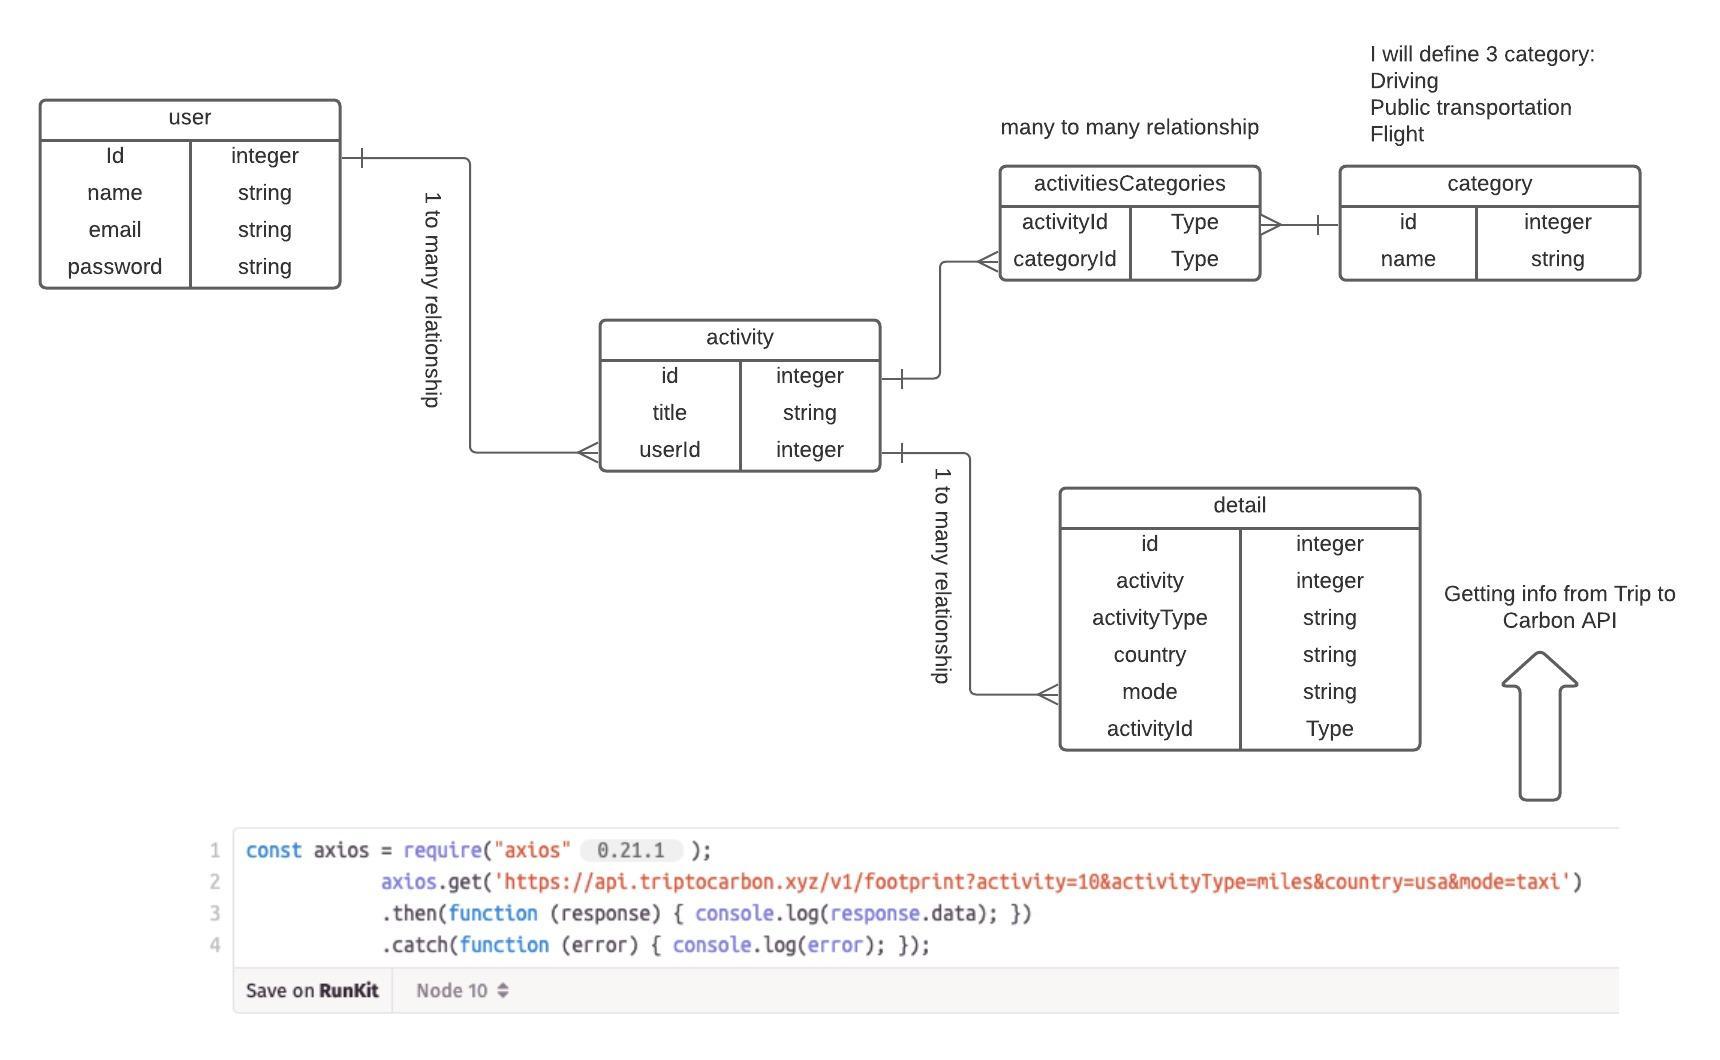 I will define 3 category:
Driving
Public transportation
Flight
user
Id integer
name string
email string
password string
1 to many relationship
many to many relationship
activitiesCategories
activityId Type
categoryId Type
category
id integer
name string
activity
id integer
title string
userId integer
1 to many relationship
detail
id integer
activity integer
activityType string
country string
mode string
activityId Type
Getting info from Trip to
Carbon API
1 const axios = require("axios" 0.21.1 );
2 axios.get('https://api.triptocarbon.xyz/v1/footprint?activity=10&activityType=miles&country=usa&mode=taxi')
3 .then(function (response) { console.log(response.data); })
4 .catch(function (error) { console.log(error); });
Save on RunKit Node 10